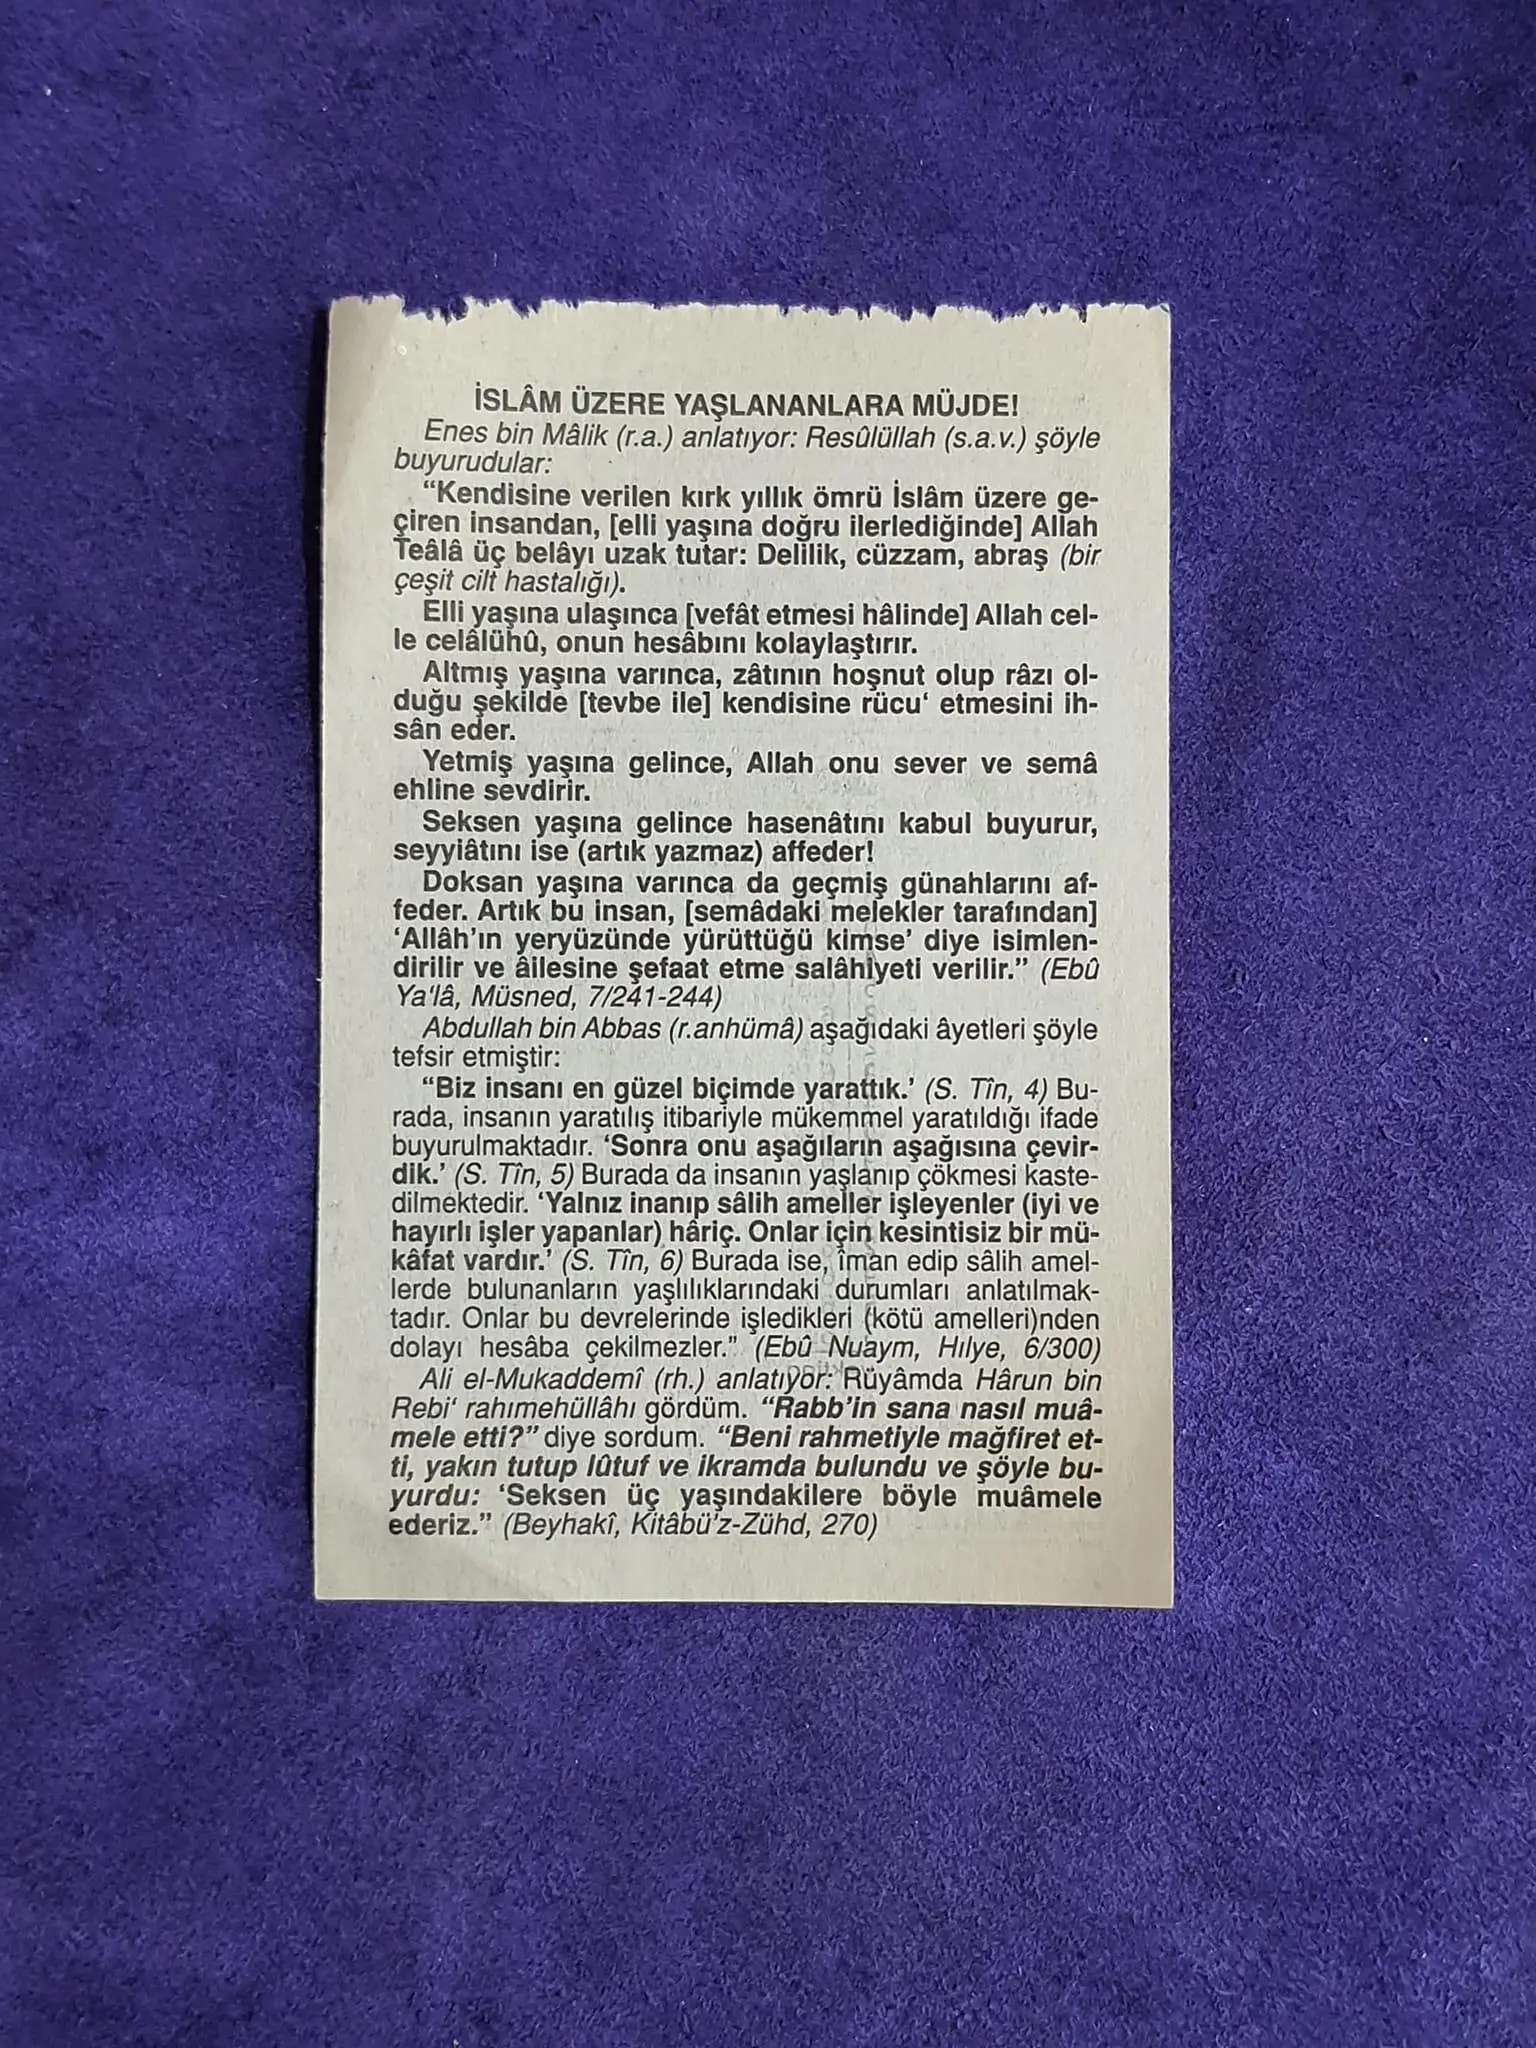 İSLÂM ÜZERE YAŞLANANLARA MÜJDE!
Enes bin Mâlik (r.a.) anlatıyor: Resûlüllah (s.a.v.) şöyle
buyurudular:
“Kendisine verilen kırk yıllık ömrü İslâm üzere ge-
çiren insandan, [elli yaşına doğru ilerlediğinde] Allah
Teâlâ üç belâyı uzak tutar: Delilik, cüzzam, abraş (bir
çeşit cilt hastalığı).
Elli yaşına ulaşınca [vefât etmesi hâlinde] Allah cel-
le celâlühû, onun hesâbını kolaylaştırır.
Altmış yaşına varınca, zâtının hoşnut olup râzı ol-
duğu şekilde [tevbe ile] kendisine rücu‘ etmesini ih-
sân eder.
Yetmiş yaşına gelince, Allah onu sever ve semâ
ehline sevdirir.
Seksen yaşına gelince hasenâtını kabul buyurur,
seyyiâtını ise (artık yazmaz) affeder!
Doksan yaşına varınca da geçmiş günahlarını af-
feder. Artık bu insan, [semâdaki melekler tarafından]
‘Allâh’ın yeryüzünde yürüttüğü kimse’ diye isimlen-
dirilir ve âilesine şefaat etme salâhiyeti verilir.” (Ebû
Ya'lâ, Müsned, 7/241-244)
Abdullah bin Abbas (r.anhümâ) aşağıdaki âyetleri şöyle
tefsir etmiştir:
“Biz insanı en güzel biçimde yarattık.’ (S. Tîn, 4) Bu-
rada, insanın yaratılış itibariyle mükemmel yaratıldığı ifade
buyurulmaktadır. ‘Sonra onu aşağıların aşağısına çevir-
dik.’ (S. Tîn, 5) Burada da insanın yaşlanıp çökmesi kaste-
dilmektedir. ‘Yalnız inanıp sâlih ameller işleyenler (iyi ve
hayırlı işler yapanlar) hâriç. Onlar için kesintisiz bir mü-
kâfat vardır.’ (S. Tîn, 6) Burada ise, îman edip sâlih amel-
lerde bulunanların yaşlılıklarındaki durumları anlatılmak-
tadır. Onlar bu devrelerinde işledikleri (kötü amelleri)nden
dolayı hesâba çekilmezler.” (Ebû Nuaym, Hılye, 6/300)
Ali el-Mukaddemî (rh.) anlatıyor: Rüyâmda Hârun bin
Rebi‘ rahımehüllâhı gördüm. “Rabb’in sana nasıl muâ-
mele etti?” diye sordum. “Beni rahmetiyle mağfiret et-
ti, yakın tutup lûtuf ve ikramda bulundu ve şöyle bu-
yurdu: ‘Seksen üç yaşındakilere böyle muâmele
ederiz.” (Beyhakî, Kitâbü’z-Zühd, 270)